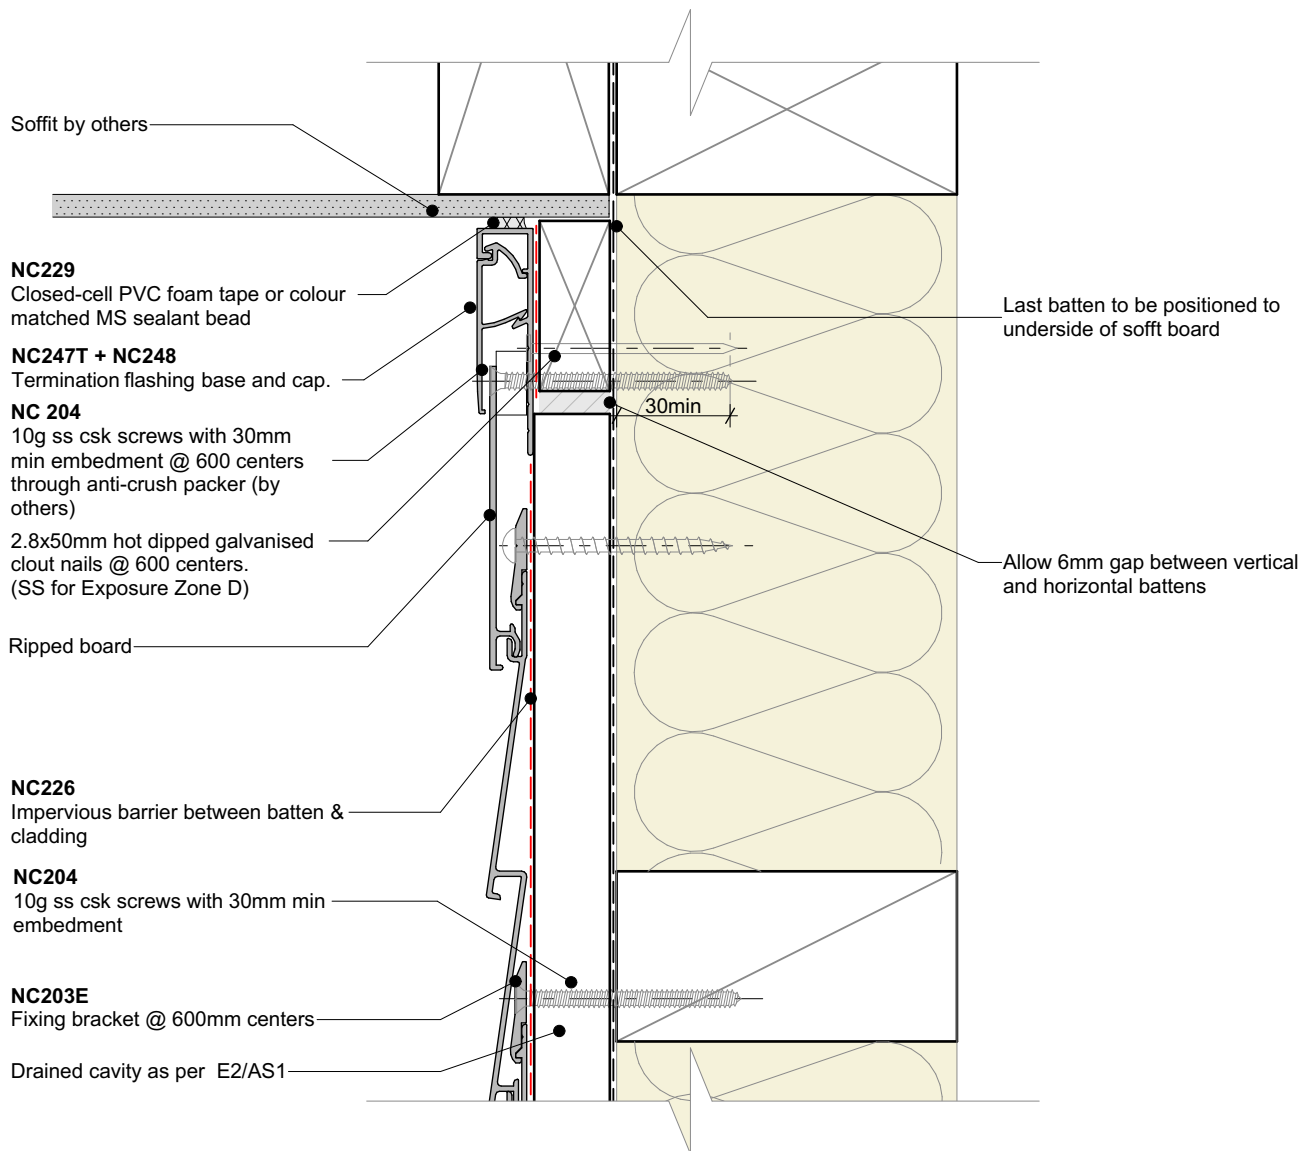 Soffit by others
NC229
Closed-cell PVC foam tape or colour
matched MS sealant bead
NC247T + NC248
Termination flashing base and cap.
NC 204
10g ss csk screws with 30mm
min embedment @ 600 centers
through anti-crush packer (by
others)
2.8x50mm hot dipped galvanised
clout nails @ 600 centers.
(SS for Exposure Zone D)
Ripped board
NC226
Impervious barrier between batten &
cladding
NC204
10g ss csk screws with 30mm min
embedment
NC203E
Fixing bracket @ 600mm centers
Drained cavity as per E2/AS1
30min
Last batten to be positioned to
underside of sofft board
Allow 6mm gap between vertical
and horizontal battens